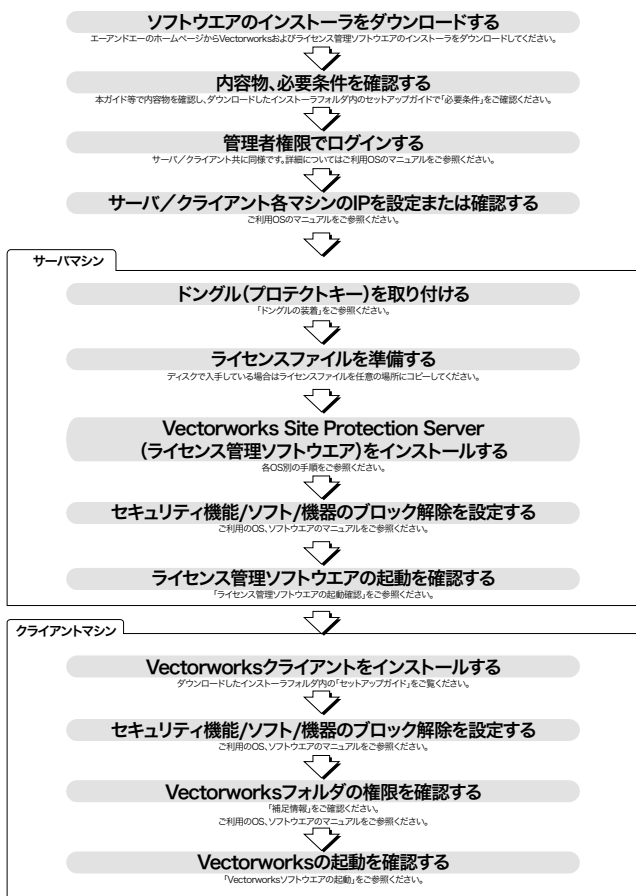 ソフトウエアのインストーラをダウンロードする
エーアンドエーのホームページからVectorworksおよびライセンス管理ソフトウエアのインストーラをダウンロードしてください。
内容物、必要条件を確認する
本ガイド等で内容物を確認し、ダウンロードしたインストーラフォルダ内のセットアップガイドで「必要条件」をご確認ください。
管理者権限でログインする
サーバ／クライアント共に同様です。詳細についてはご利用OSのマニュアルをご参照ください。
サーバ／クライアント各マシンのIPを設定または確認する
ご利用OSのマニュアルをご参照ください。
サーバマシン
ドングル（プロテクトキー）を取り付ける
「ドングルの装着」をご参照ください。
ライセンスファイルを準備する
ディスクで入手している場合はライセンスファイルを任意の場所にコピーしてください。
Vectorworks Site Protection Server
（ライセンス管理ソフトウエア）をインストールする
各OS別の手順をご参照ください。
セキュリティ機能/ソフト/機器のブロック解除を設定する
ご利用のOS、ソフトウエアのマニュアルをご参照ください。
ライセンス管理ソフトウエアの起動を確認する
「ライセンス管理ソフトウエアの起動確認」をご参照ください。
クライアントマシン
Vectorworksクライアントをインストールする
ダウンロードしたインストーラフォルダ内の「セットアップガイド」をご覧ください。
セキュリティ機能/ソフト/機器のブロック解除を設定する
ご利用のOS、ソフトウエアのマニュアルをご参照ください。
Vectorworksフォルダの権限を確認する
「補足情報」をご確認ください。
ご利用のOS、ソフトウエアのマニュアルをご参照ください。
Vectorworksの起動を確認する
「Vectorworksソフトウエアの起動」をご参照ください。